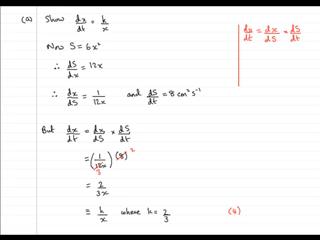 (a) Show dx/dt = k/x
Now S = 6x²
∴ dS/dx = 12x
∴ dx/dS = 1/12x and dS/dt = 8 cm² s⁻¹
But dx/dt = dx/dS × dS/dt
= (1/12x) (8) 2
3
= 2/3x
= k/x where k = 2/3 (4)
dx/dt = dx/dS × dS/dt